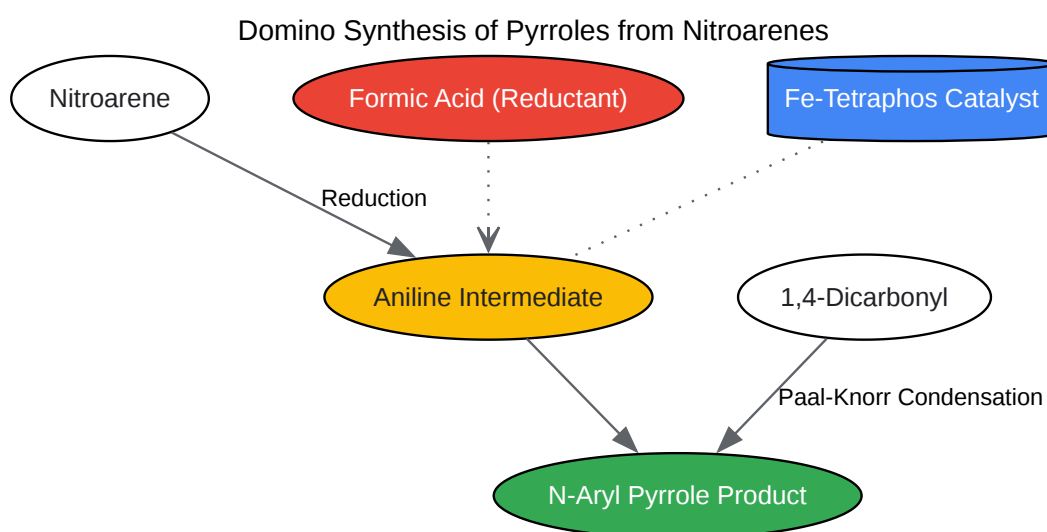 Domino Synthesis of Pyrroles from Nitroarenes
Nitroarene
Formic Acid (Reductant)
Fe-Tetraphos Catalyst
Reduction
Aniline Intermediate
1,4-Dicarbonyl
Paal-Knorr Condensation
N-Aryl Pyrrole Product